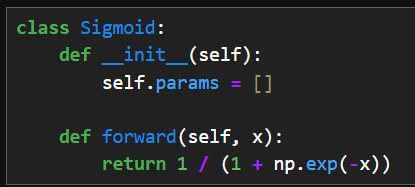 class Sigmoid:
    def __init__(self):
        self.params = []
    def forward(self, x):
        return 1 / (1 + np.exp(-x))